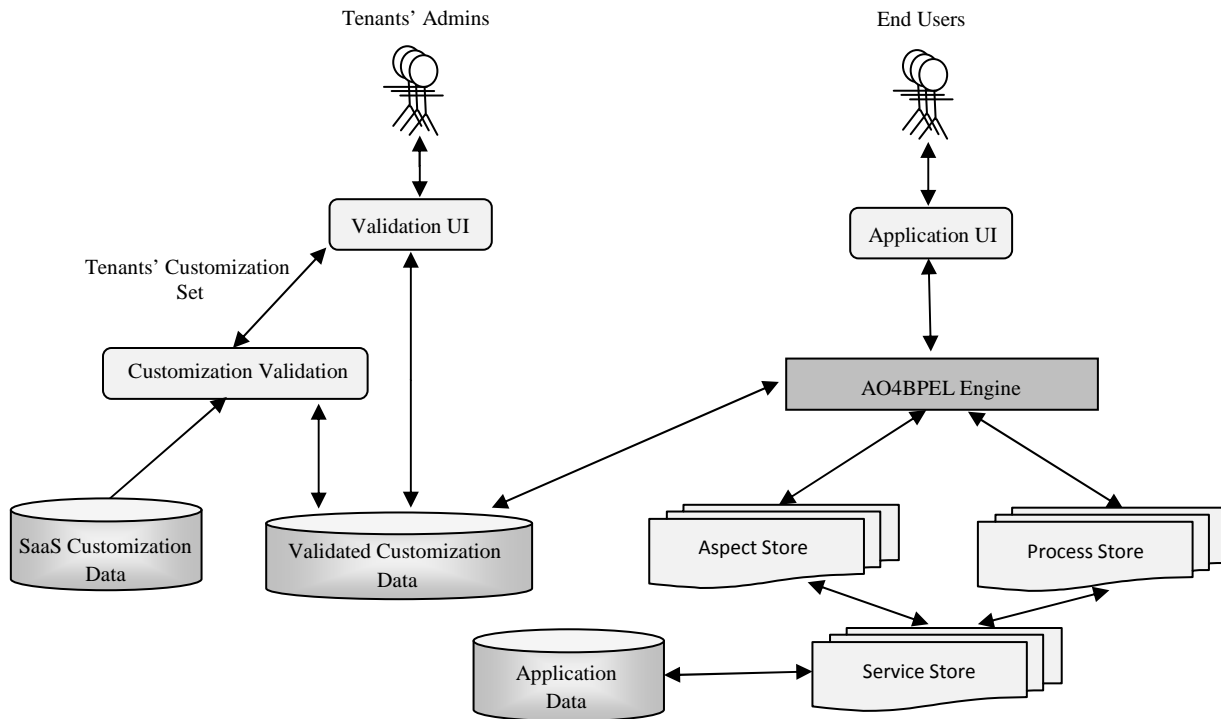 Tenants’ Admins
End Users
Validation UI
Application UI
Tenants’ Customization
Set
Customization Validation
AO4BPEL Engine
SaaS Customization
Data
Validated Customization
Data
Aspect Store
Process Store
Application
Data
Service Store